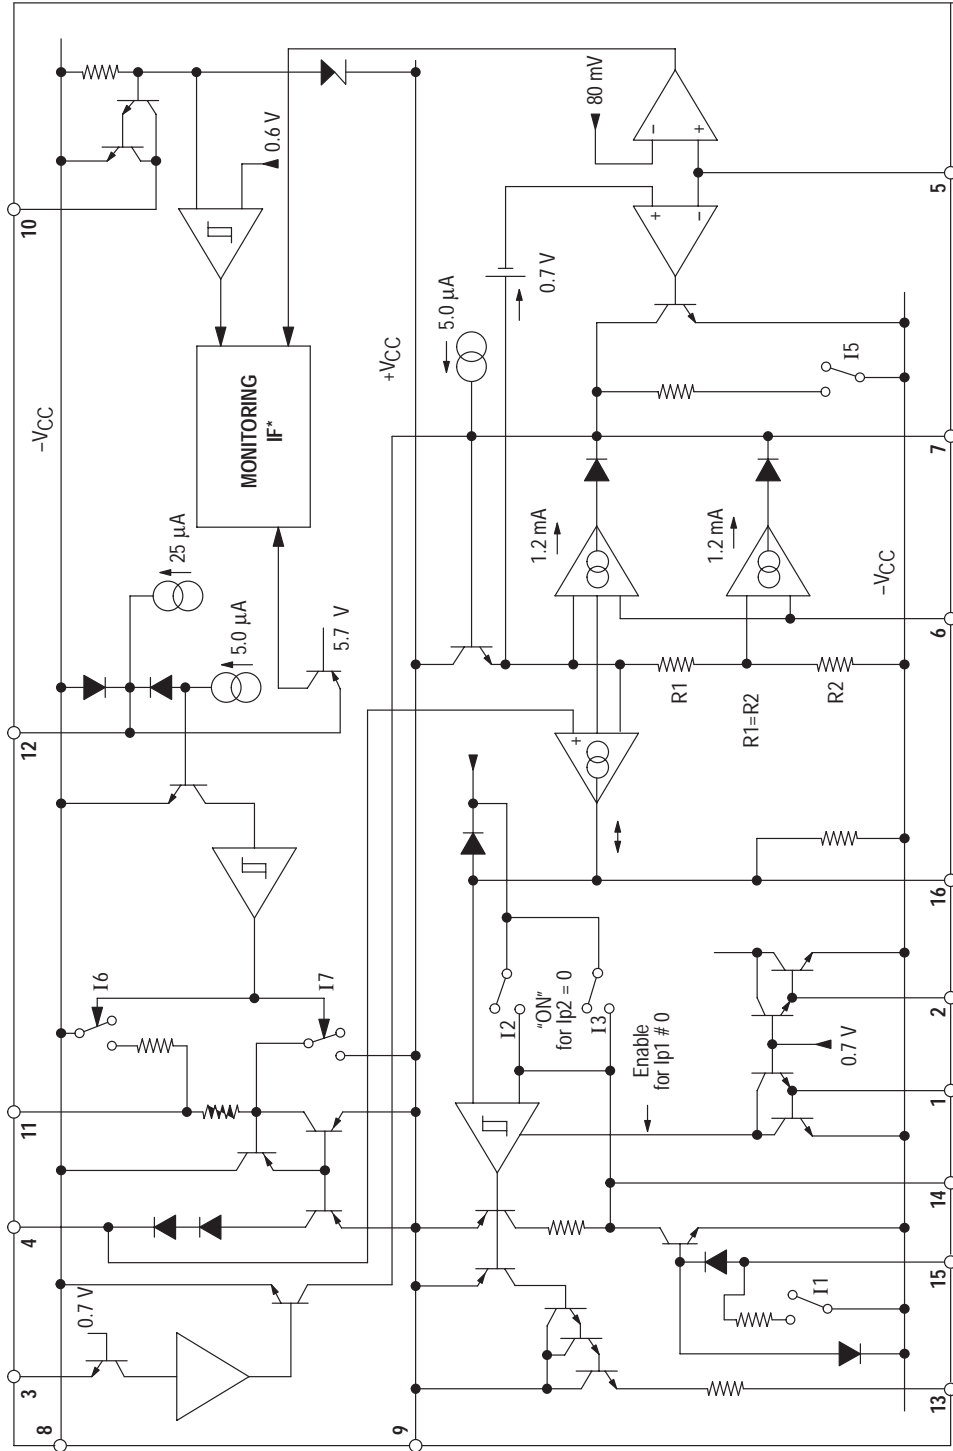 10
–VCC
0.6 V
MONITORING
IF*
+VCC
80 mV
5
5.0 µA
0.7 V
I5
25 µA
5.0 µA
5.7 V
12
1.2 mA
1.2 mA
–VCC
7
6
R1
R1=R2
R2
16
I6
I7
I2
"ON"
for Ip2 = 0
I3
Enable
for Ip1 # 0
0.7 V
2
1
11
4
14
15
I1
0.7 V
3
8
9
13
+
–
–
+
+